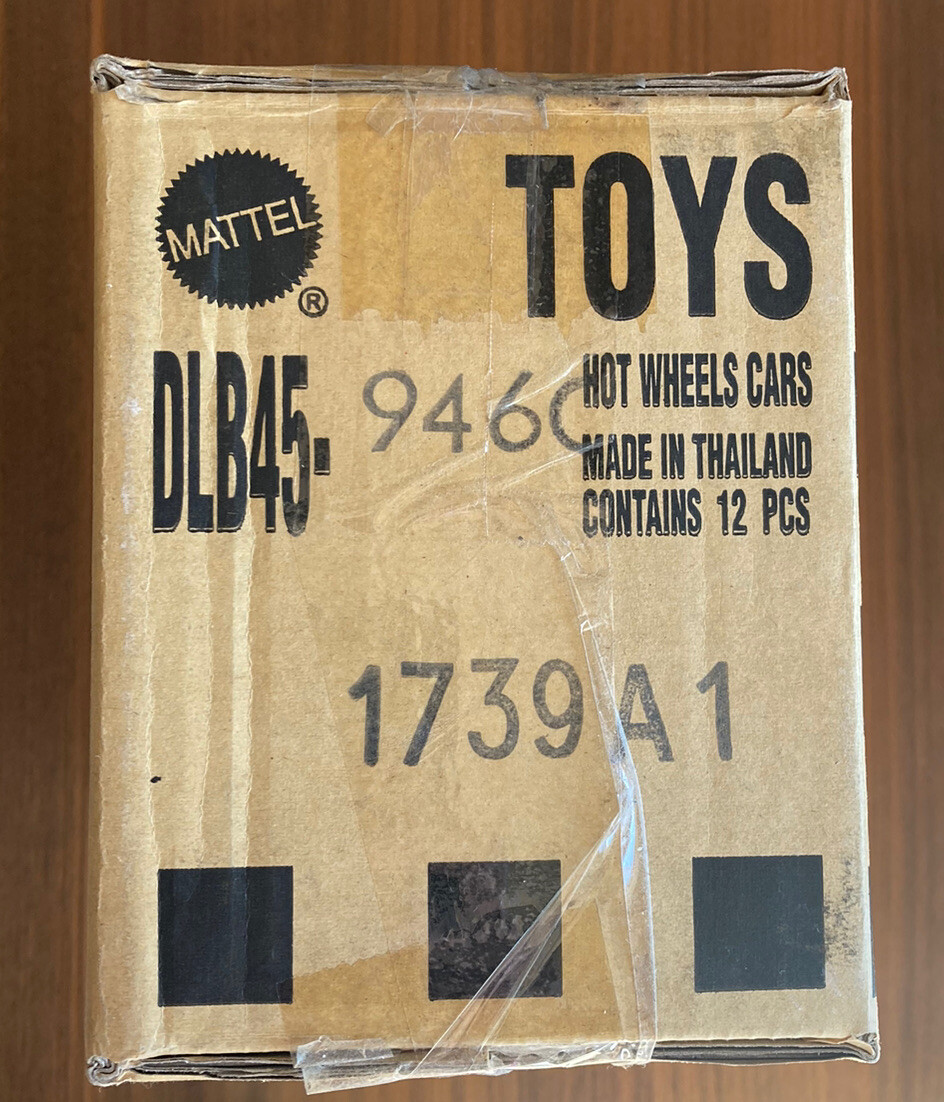 MATTEL
®
TOYS
DLB45-
946C
HOT WHEELS CARS
MADE IN THAILAND
CONTAINS 12 PCS
1739A1